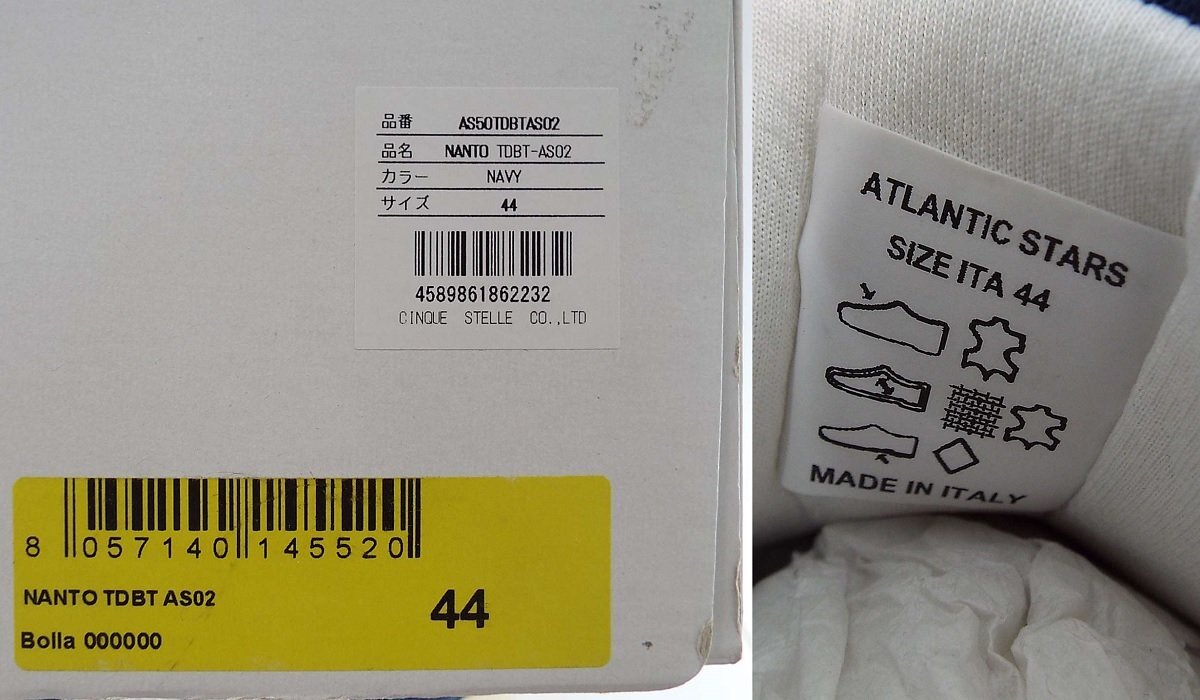 品番 AS50TDBTAS02
品名 NANTO TDBT-AS02
カラー NAVY
サイズ 44
4589861862232
CINQUE STELLE CO.,LTD
8 057140 145520
NANTO TDBT AS02
44
Bolla 000000
ATLANTIC STARS
SIZE ITA 44
MADE IN ITALY